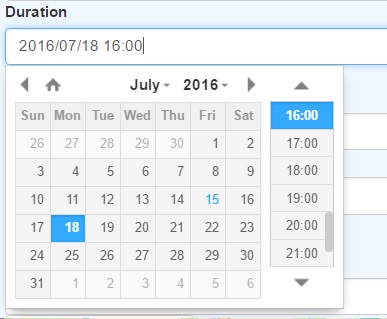 Duration
2016/07/18 16:00
July 2016
Sun Mon Tue Wed Thu Fri Sat
26 27 28 29 30 1 2
3 4 5 6 7 8 9
10 11 12 13 14 15 16
17 18 19 20 21 22 23
24 25 26 27 28 29 30
31 1 2 3 4 5 6
16:00
17:00
18:00
19:00
20:00
21:00